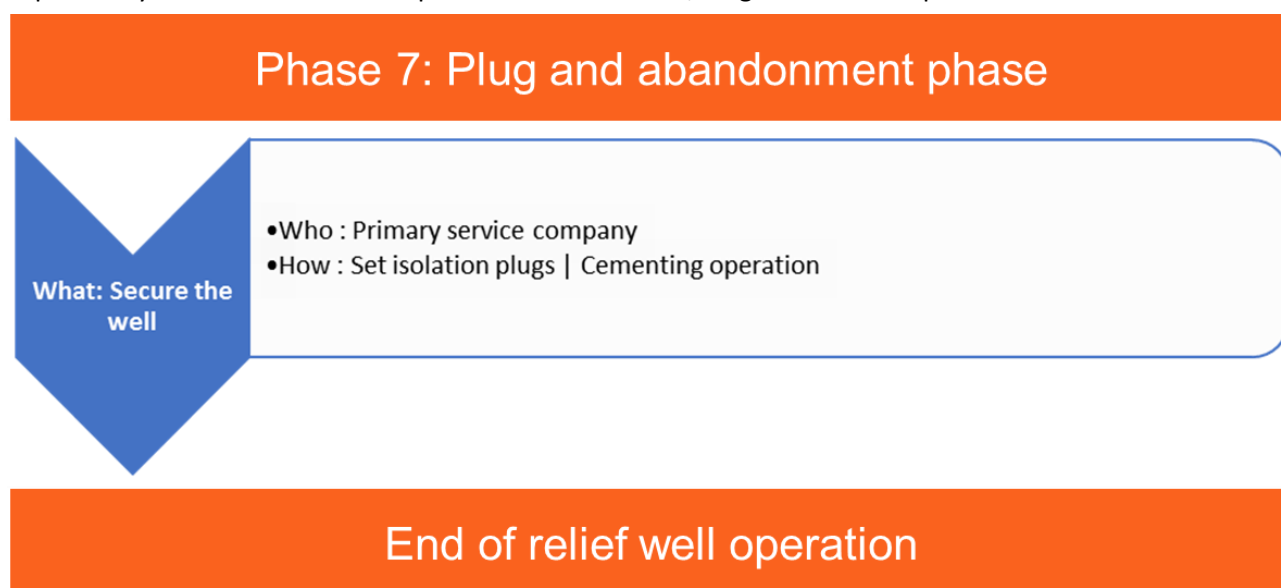 Phase 7: Plug and abandonment phase
What: Secure the
well
•Who : Primary service company
•How : Set isolation plugs | Cementing operation
End of relief well operation